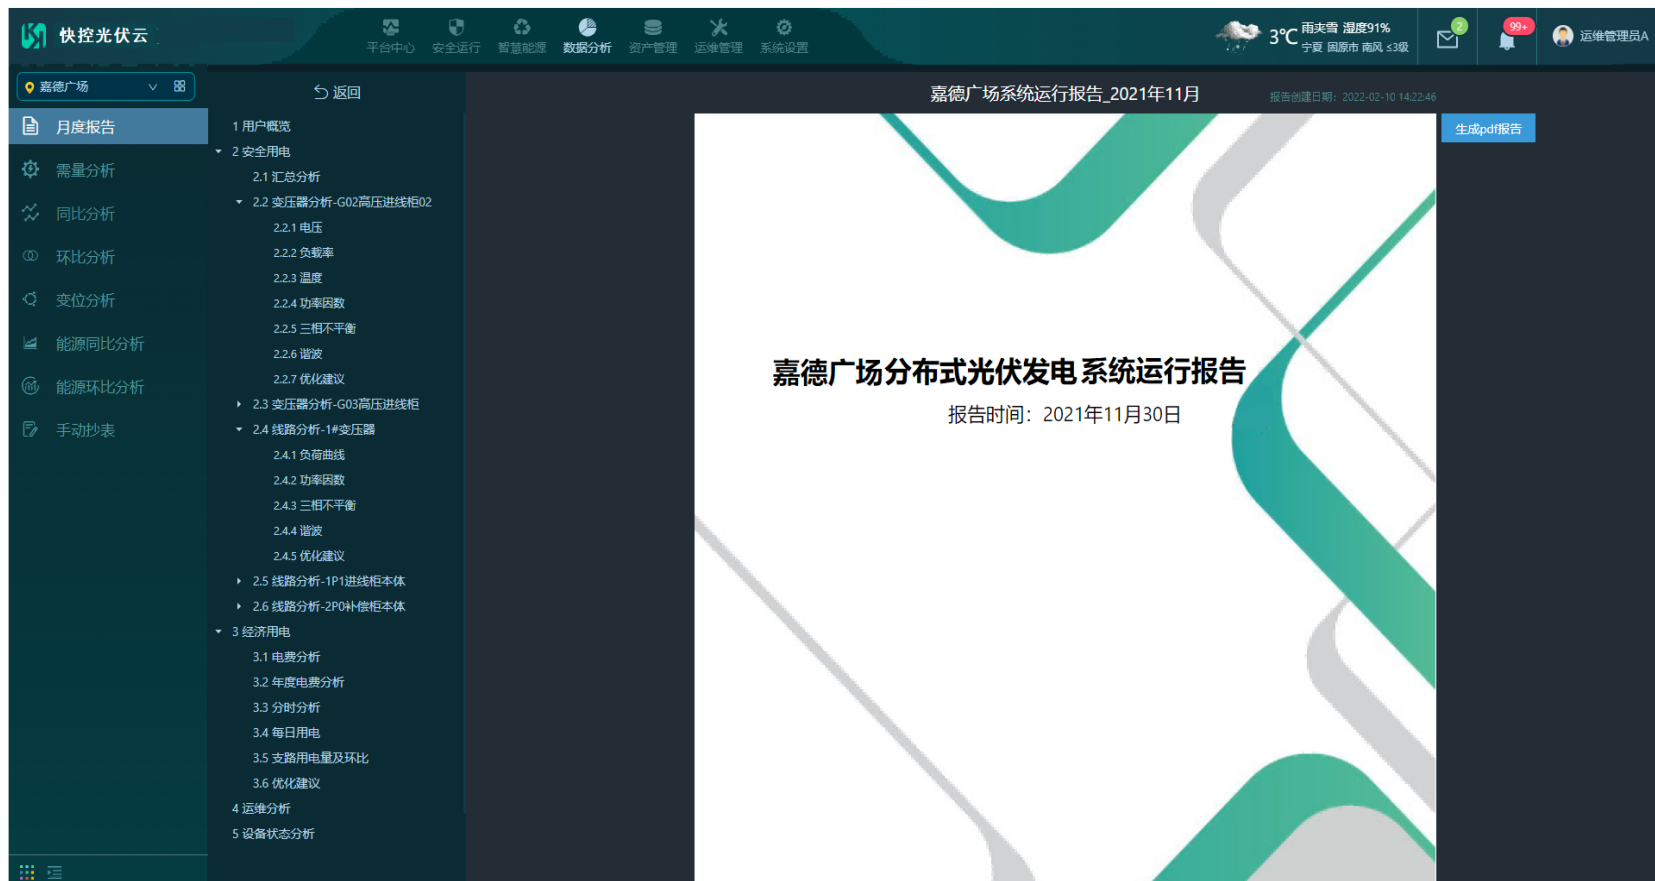 快控光伏云
平台中心 安全运行 智慧能源 数据分析 资产管理 运维管理 系统设置
3℃ 雨夹雪 湿度91%
宁夏 固原市 南风 ≤3级
2
99+
运维管理员A
嘉德广场
月度报告
需量分析
同比分析
环比分析
变位分析
能源同比分析
能源环比分析
手动抄表
返回
1 用户概览
2 安全用电
2.1 汇总分析
2.2 变压器分析-G02高压进线柜02
2.2.1 电压
2.2.2 负载率
2.2.3 温度
2.2.4 功率因数
2.2.5 三相不平衡
2.2.6 谐波
2.2.7 优化建议
2.3 变压器分析-G03高压进线柜
2.4 线路分析-1#变压器
2.4.1 负荷曲线
2.4.2 功率因数
2.4.3 三相不平衡
2.4.4 谐波
2.4.5 优化建议
2.5 线路分析-1P1进线柜本体
2.6 线路分析-2P0补偿柜本体
3 经济用电
3.1 电费分析
3.2 年度电费分析
3.3 分时分析
3.4 每日用电
3.5 支路用电量及环比
3.6 优化建议
4 运维分析
5 设备状态分析
嘉德广场系统运行报告_2021年11月
报告创建日期：2022-02-10 14:22:46
生成pdf报告
嘉德广场分布式光伏发电系统运行报告
报告时间：2021年11月30日